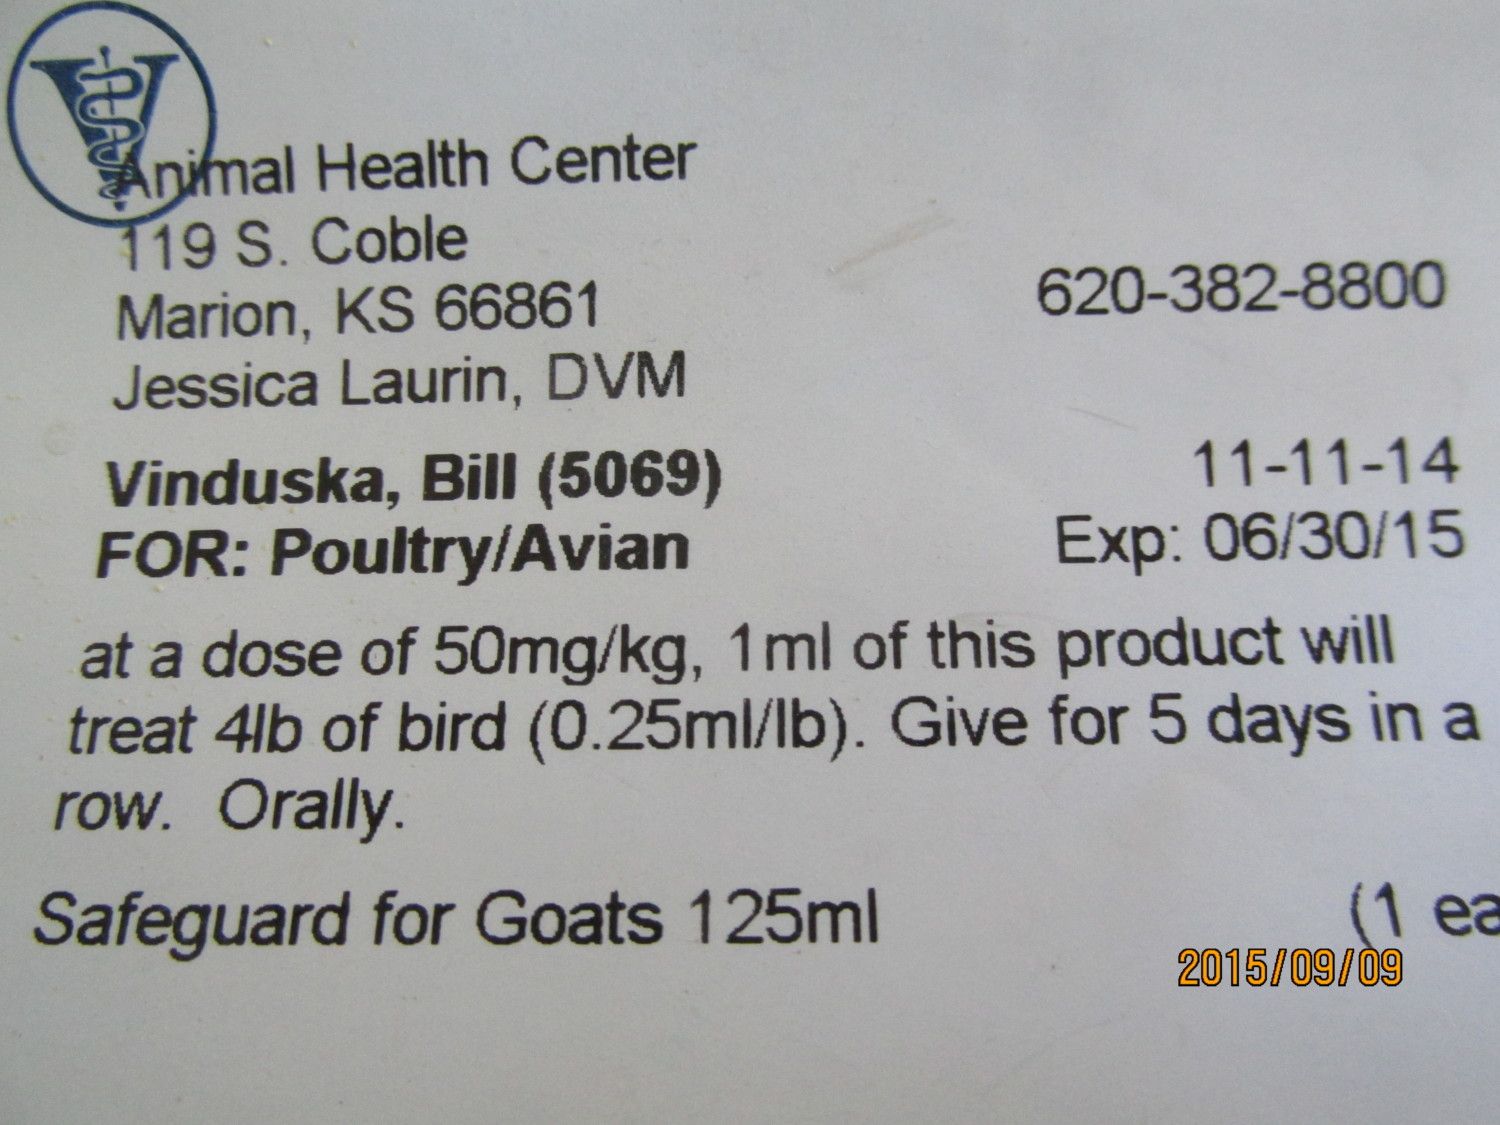 Animal Health Center
119 S. Coble
Marion, KS 66861
620-382-8800
Jessica Laurin, DVM
Vinduska, Bill (5069)
11-11-14
FOR: Poultry/Avian
Exp: 06/30/15
at a dose of 50mg/kg, 1ml of this product will
treat 4lb of bird (0.25ml/lb). Give for 5 days in a
row. Orally.
Safeguard for Goats 125ml
(1 ea
2015/09/09